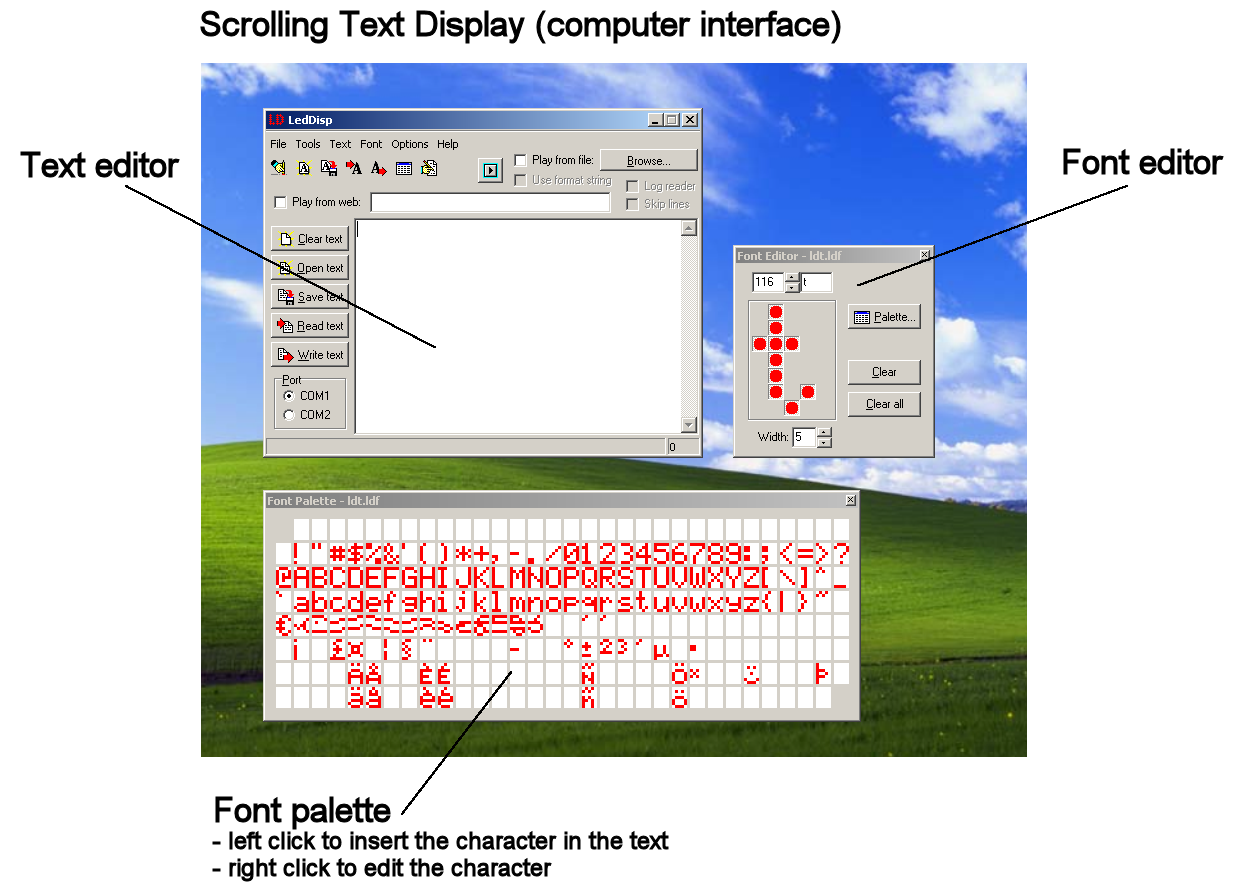 Scrolling Text Display (computer interface)
Text editor
Font editor
LD LedDisp
File Tools Text Font Options Help
Play from file: Browse...
Use format string Log reader
Play from web: Skip lines
Clear text
Open text
Save text
Read text
Write text
Port
COM1
COM2
0
Font Editor - ldt.ldf
116 t
Palette...
Clear
Clear all
Width: 5
Font Palette - ldt.ldf
! " # $ % & ' ( ) * + , - . / 0 1 2 3 4 5 6 7 8 9 : ; < = > ?
@ A B C D E F G H I J K L M N O P Q R S T U V W X Y Z [ \ ] ^ _
` a b c d e f g h i j k l m n o p q r s t u v w x y z { | } ~
¡ £ ¤ ¦ § ¨ - ° ± 2 3 ´ µ ·
Ä Å È É Ñ Ö × Þ
ä å è é ñ ö
Font palette
- left click to insert the character in the text
- right click to edit the character